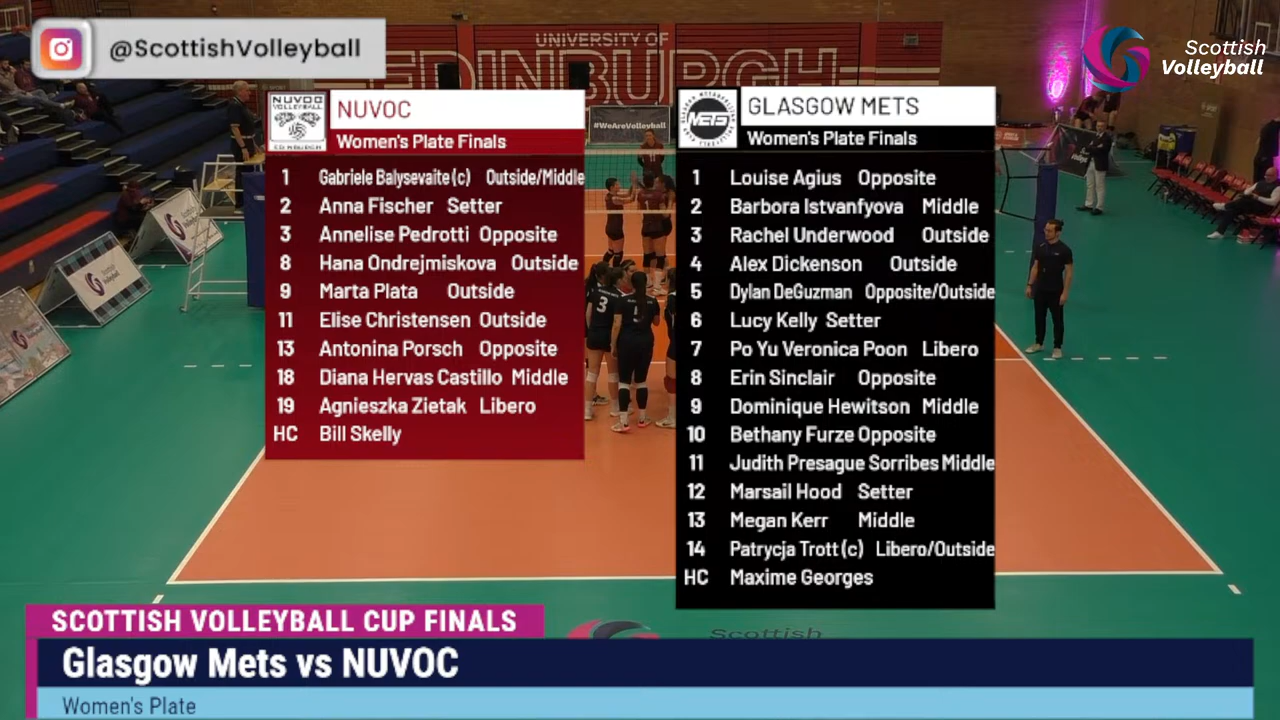 @ScottishVolleyball
UNIVERSITY OF
EDINBURGH
Scottish
Volleyball
NUVOC
VOLLEYBALL
EDINBURGH
NUVOC
Women's Plate Finals
1 Gabriele Balysevaite (c) Outside/Middle
2 Anna Fischer Setter
3 Annelise Pedrotti Opposite
8 Hana Ondrejmiskova Outside
9 Marta Plata Outside
11 Elise Christensen Outside
13 Antonina Porsch Opposite
18 Diana Hervas Castillo Middle
19 Agnieszka Zietak Libero
HC Bill Skelly
#WeAreVolleyball
GLASGOW METS
Women's Plate Finals
1 Louise Agius Opposite
2 Barbora Istvanfyova Middle
3 Rachel Underwood Outside
4 Alex Dickenson Outside
5 Dylan DeGuzman Opposite/Outside
6 Lucy Kelly Setter
7 Po Yu Veronica Poon Libero
8 Erin Sinclair Opposite
9 Dominique Hewitson Middle
10 Bethany Furze Opposite
11 Judith Presague Sorribes Middle
12 Marsail Hood Setter
13 Megan Kerr Middle
14 Patrycja Trott (c) Libero/Outside
HC Maxime Georges
3
Scottish
SCOTTISH VOLLEYBALL CUP FINALS
Glasgow Mets vs NUVOC
Women's Plate